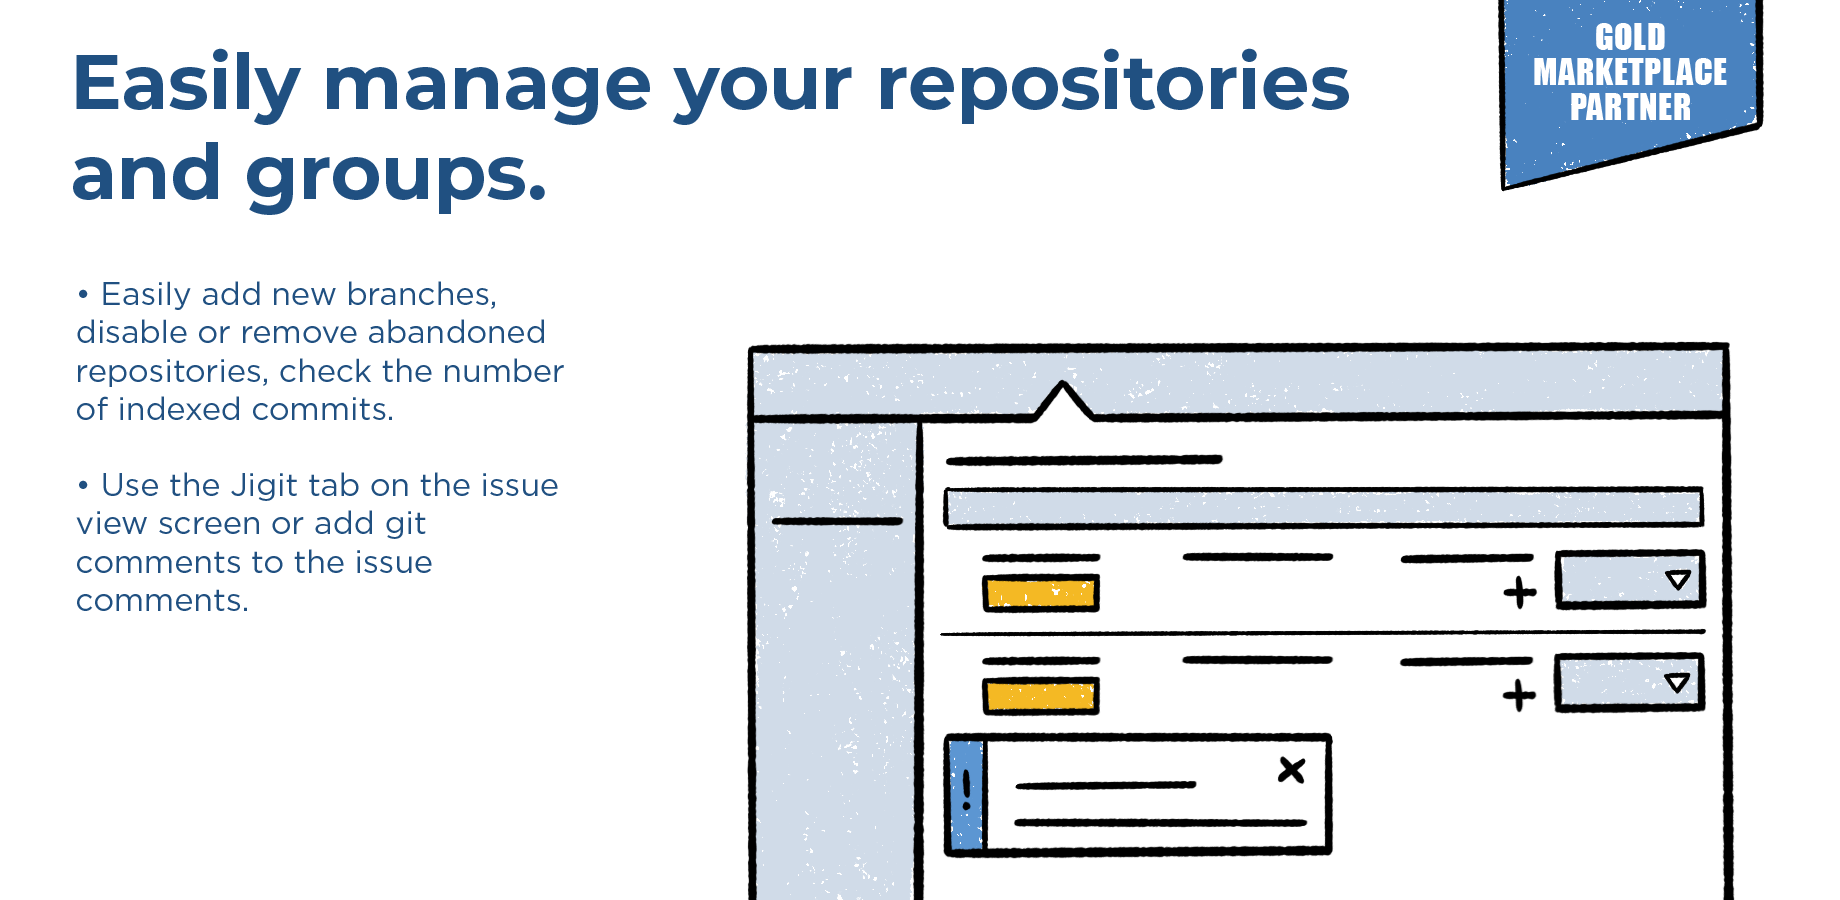 Easily manage your repositories
and groups.
GOLD
MARKETPLACE
PARTNER
• Easily add new branches,
disable or remove abandoned
repositories, check the number
of indexed commits.
• Use the Jigit tab on the issue
view screen or add git
comments to the issue
comments.
!